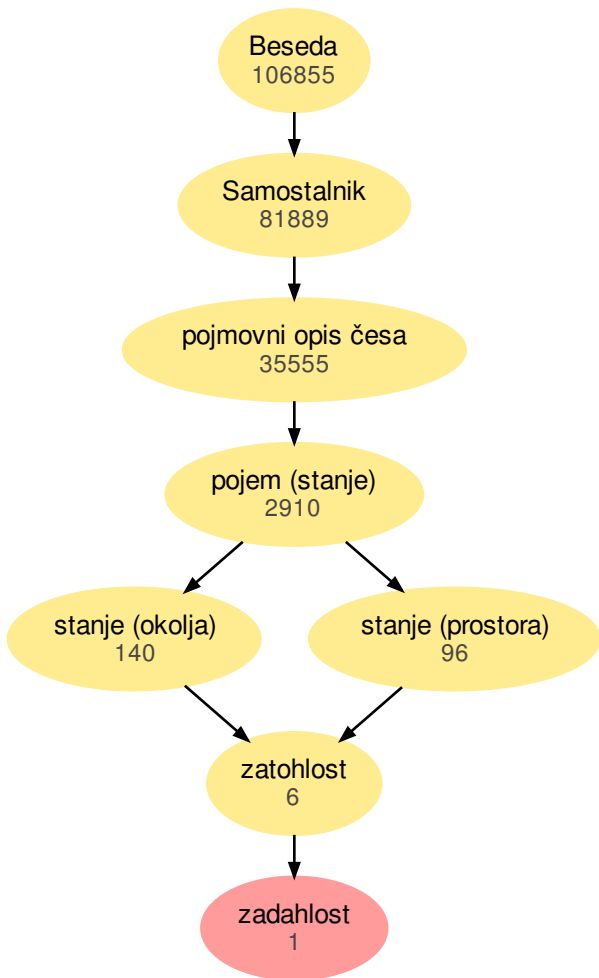 Beseda
106855
Samostalnik
81889
pojmovni opis česa
35555
pojem (stanje)
2910
stanje (okolja)
140
stanje (prostora)
96
zatohlost
6
zadahlost
1